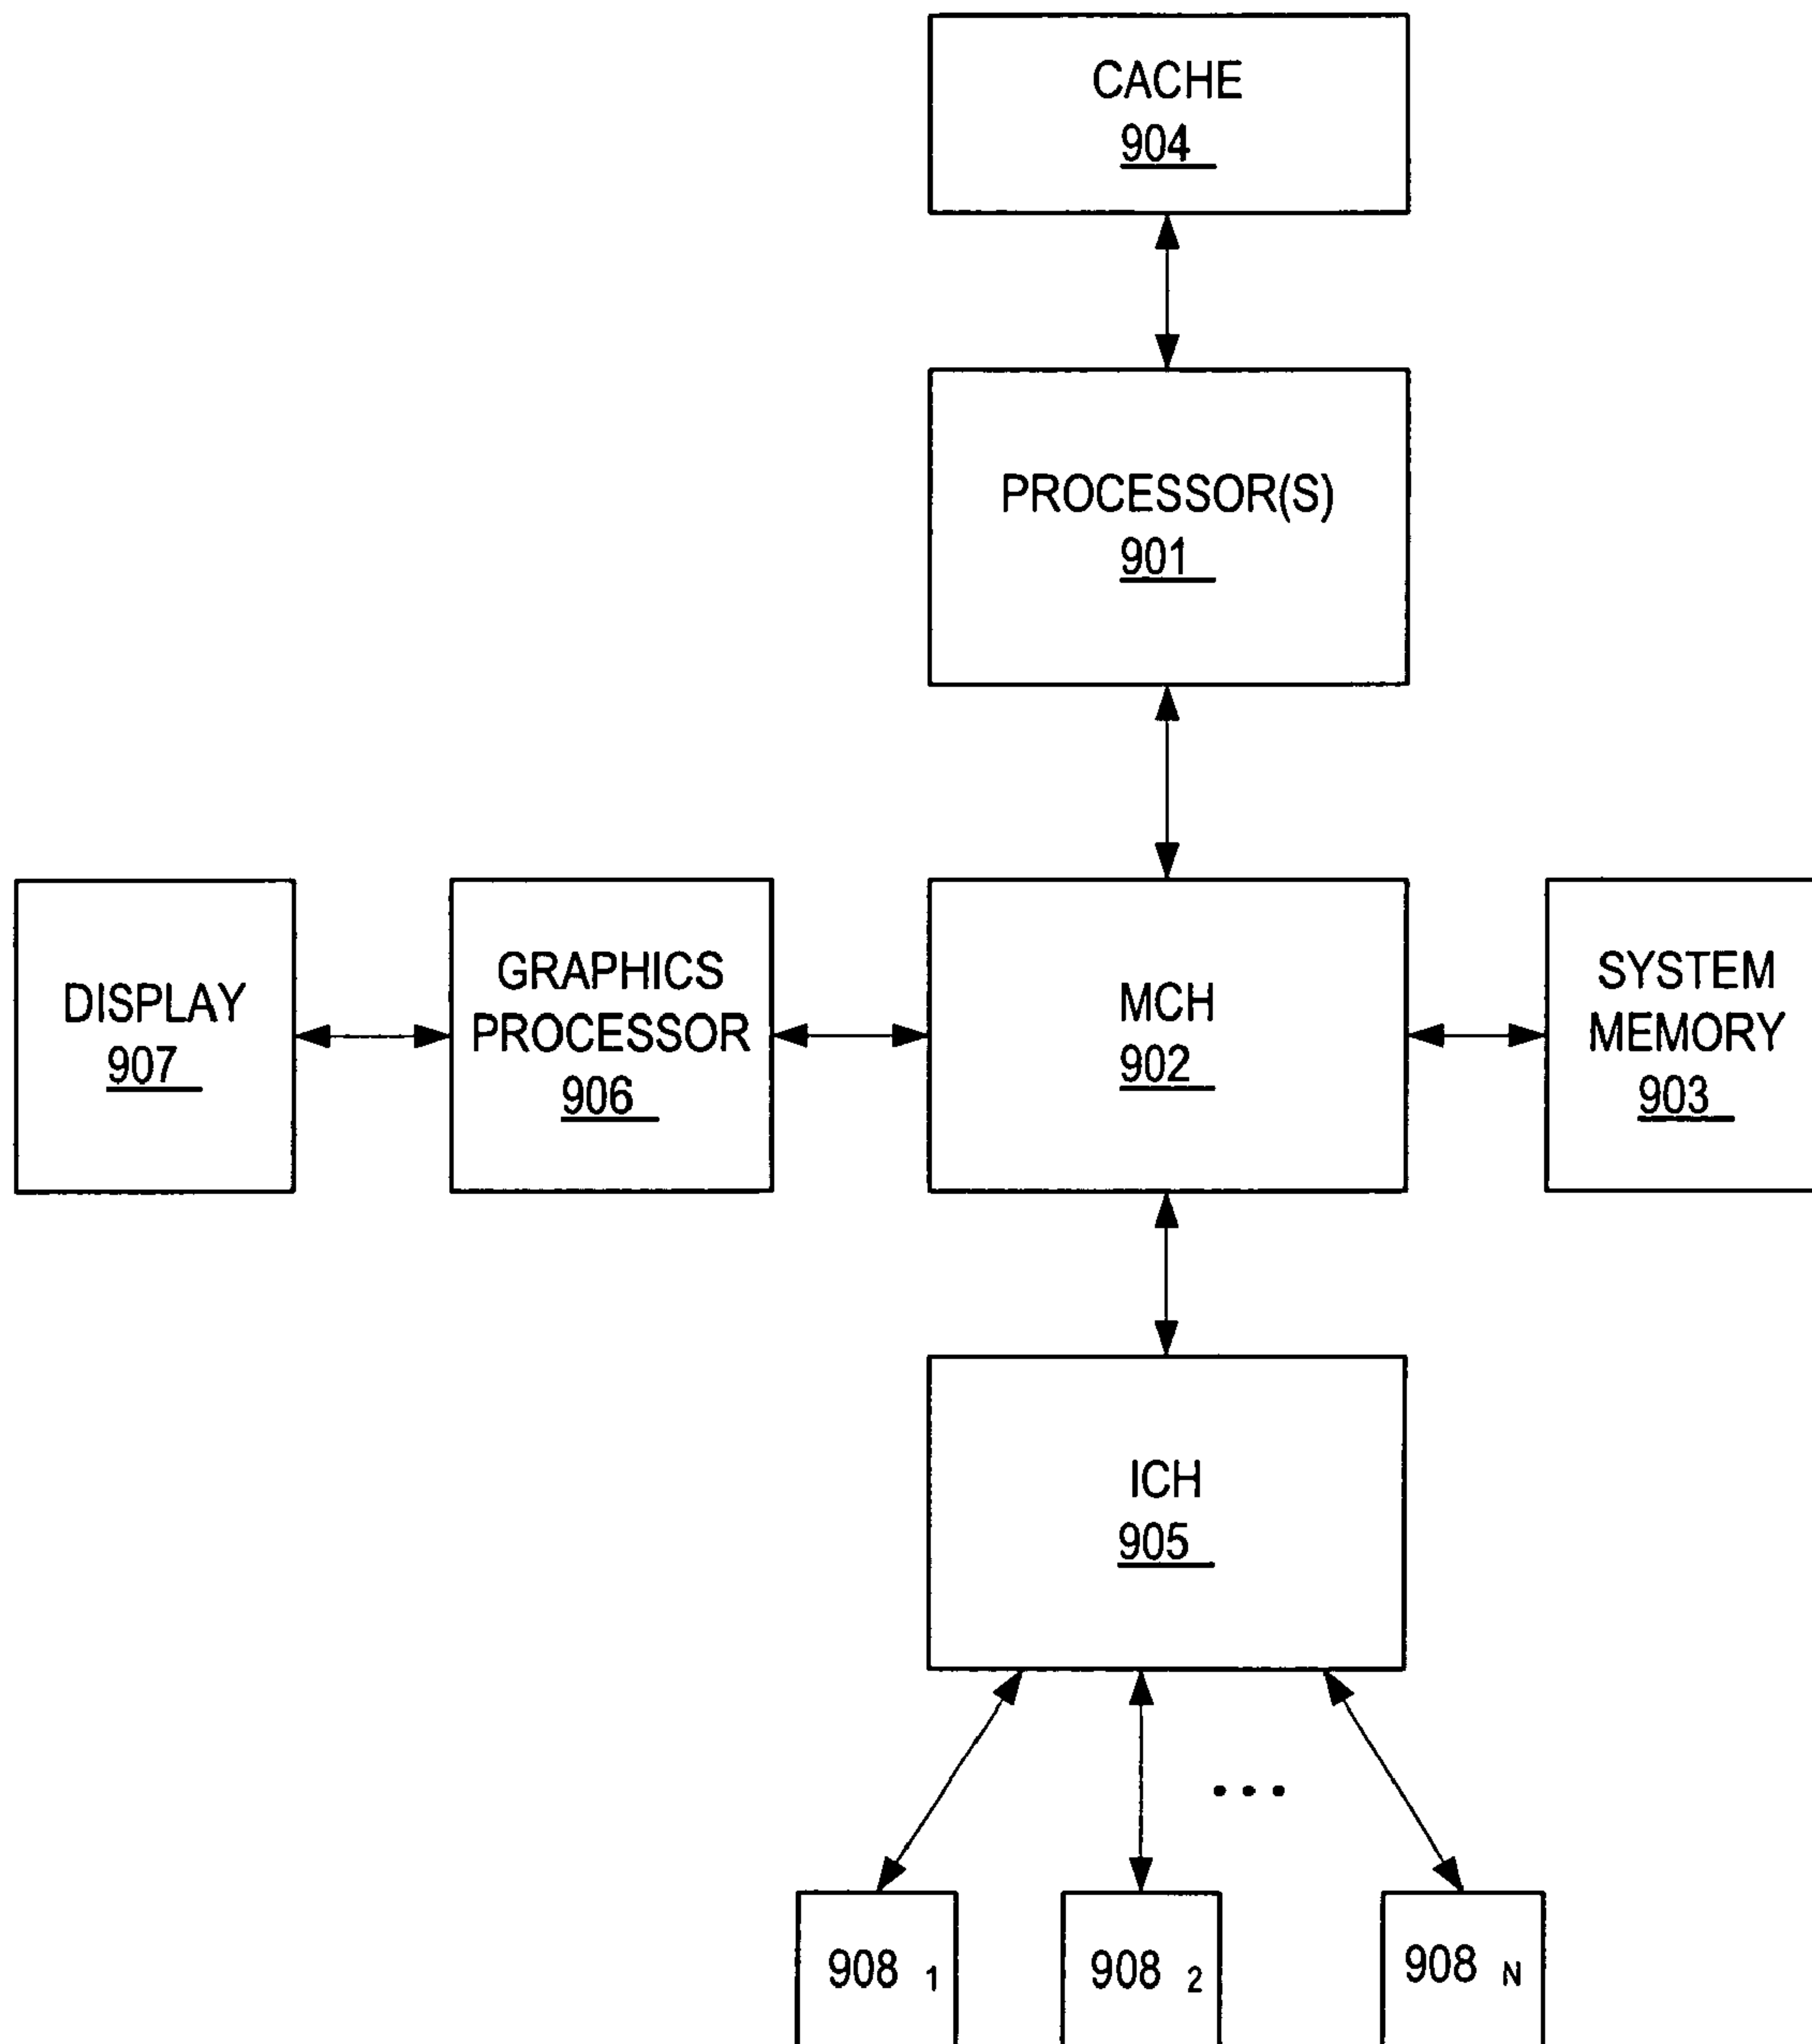 CACHE
904
PROCESSOR(S)
901
DISPLAY
907
GRAPHICS
PROCESSOR
906
MCH
902
SYSTEM
MEMORY
903
ICH
905
...
908 1
908 2
908 N